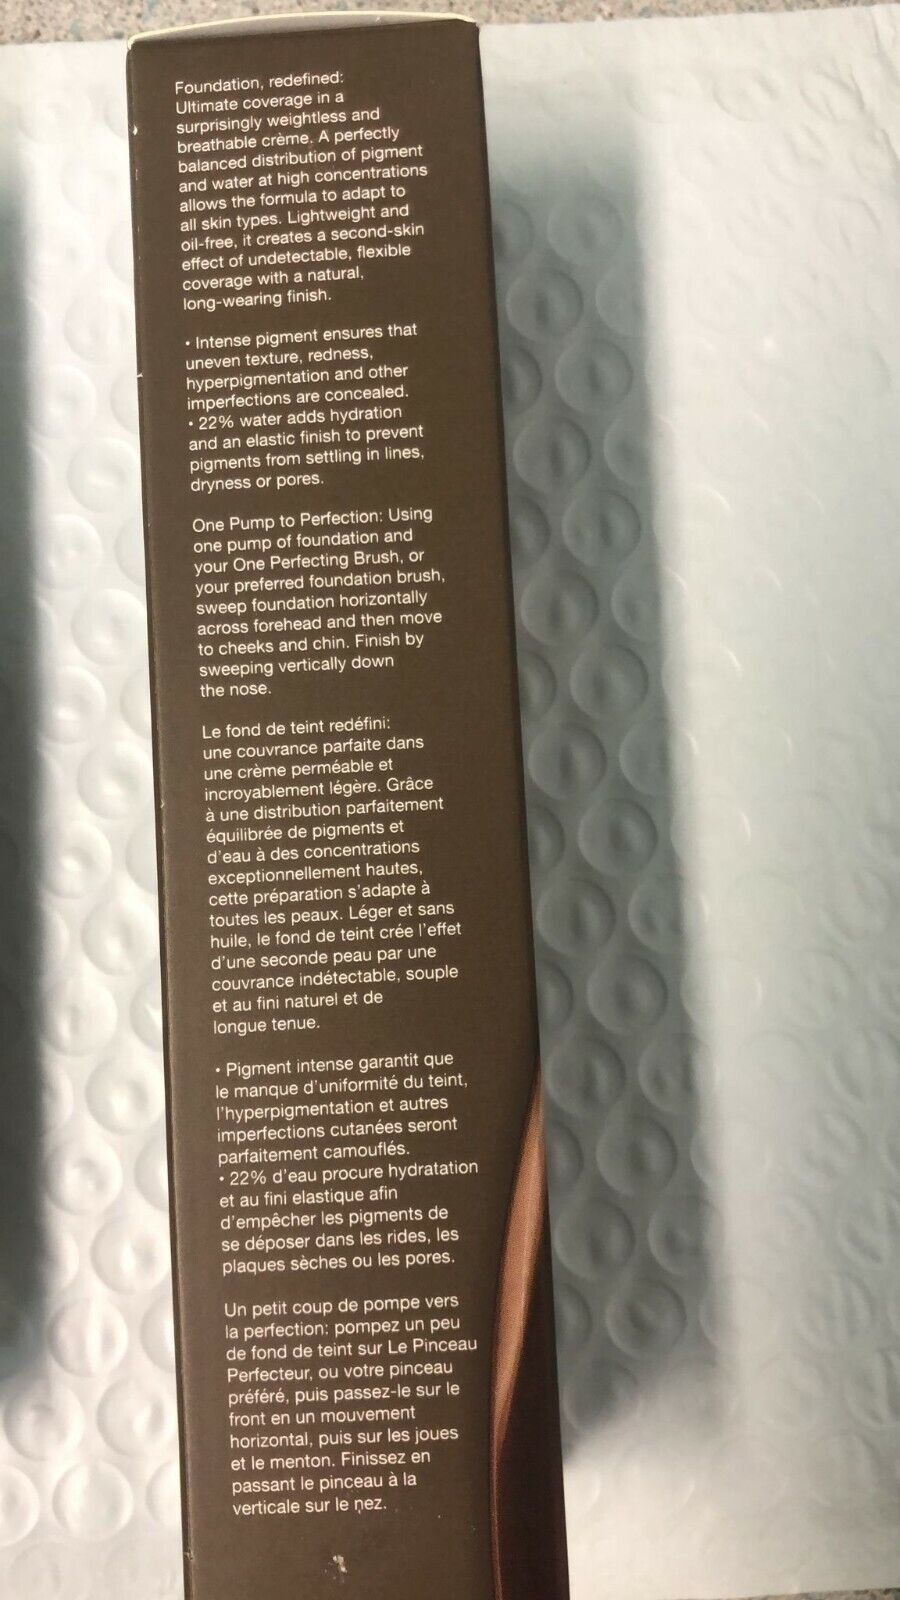 Foundation, redefined:
Ultimate coverage in a
surprisingly weightless and
breathable crème. A perfectly
balanced distribution of pigment
and water at high concentrations
allows the formula to adapt to
all skin types. Lightweight and
oil-free, it creates a second-skin
effect of undetectable, flexible
coverage with a natural,
long-wearing finish.
• Intense pigment ensures that
uneven texture, redness,
hyperpigmentation and other
imperfections are concealed.
• 22% water adds hydration
and an elastic finish to prevent
pigments from settling in lines,
dryness or pores.
One Pump to Perfection: Using
one pump of foundation and
your One Perfecting Brush, or
your preferred foundation brush,
sweep foundation horizontally
across forehead and then move
to cheeks and chin. Finish by
sweeping vertically down
the nose.
Le fond de teint redéfini:
une couvrance parfaite dans
une crème perméable et
incroyablement légère. Grâce
à une distribution parfaitement
équilibrée de pigments et
d'eau à des concentrations
exceptionnellement hautes,
cette préparation s'adapte à
toutes les peaux. Léger et sans
huile, le fond de teint crée l'effet
d'une seconde peau par une
couvrance indétectable, souple
et au fini naturel et de
longue tenue.
• Pigment intense garantit que
le manque d'uniformité du teint,
l'hyperpigmentation et autres
imperfections cutanées seront
parfaitement camouflés.
• 22% d'eau procure hydratation
et au fini elastique afin
d'empêcher les pigments de
se déposer dans les rides, les
plaques sèches ou les pores.
Un petit coup de pompe vers
la perfection: pompez un peu
de fond de teint sur Le Pinceau
Perfecteur, ou votre pinceau
préféré, puis passez-le sur le
front en un mouvement
horizontal, puis sur les joues
et le menton. Finissez en
passant le pinceau à la
verticale sur le nez.